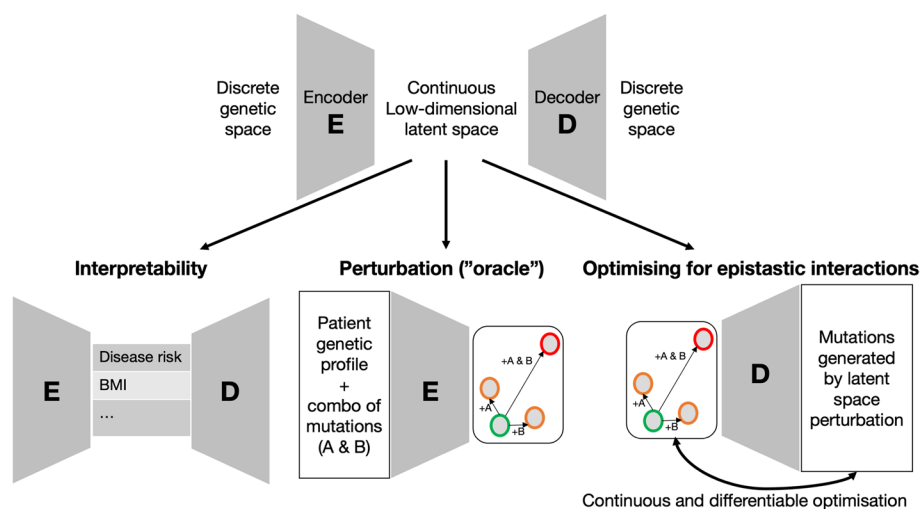 Discrete
genetic
space
Encoder
E
Continuous
Low-dimensional
latent space
Decoder
D
Discrete
genetic
space
Interpretability
E
Disease risk
BMI
...
D
Perturbation ("oracle")
Patient
genetic
profile
+
combo of
mutations
(A & B)
E
+A & B
+A
+B
Optimising for epistastic interactions
+A & B
+A
+B
D
Mutations
generated
by latent
space
perturbation
Continuous and differentiable optimisation